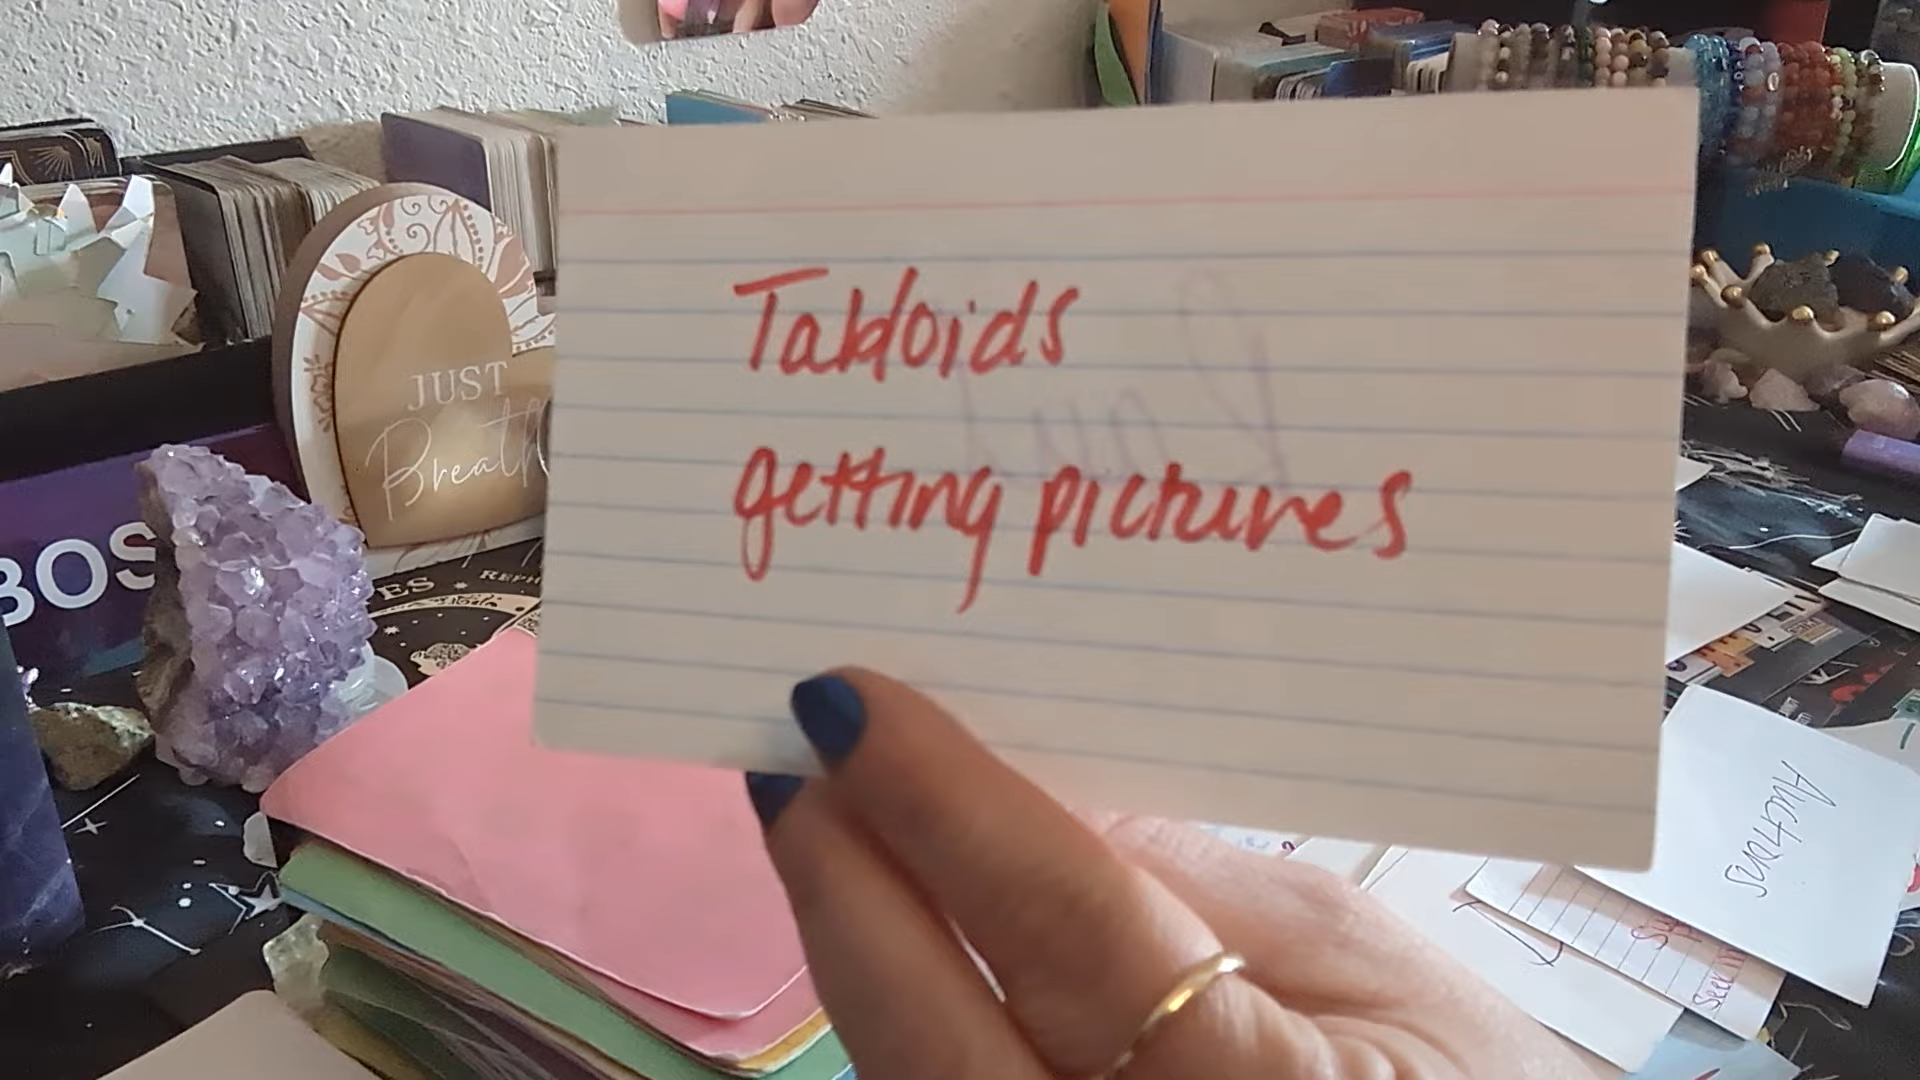 Tabloids
getting pictures
JUST
Breath
BOS
Auctions